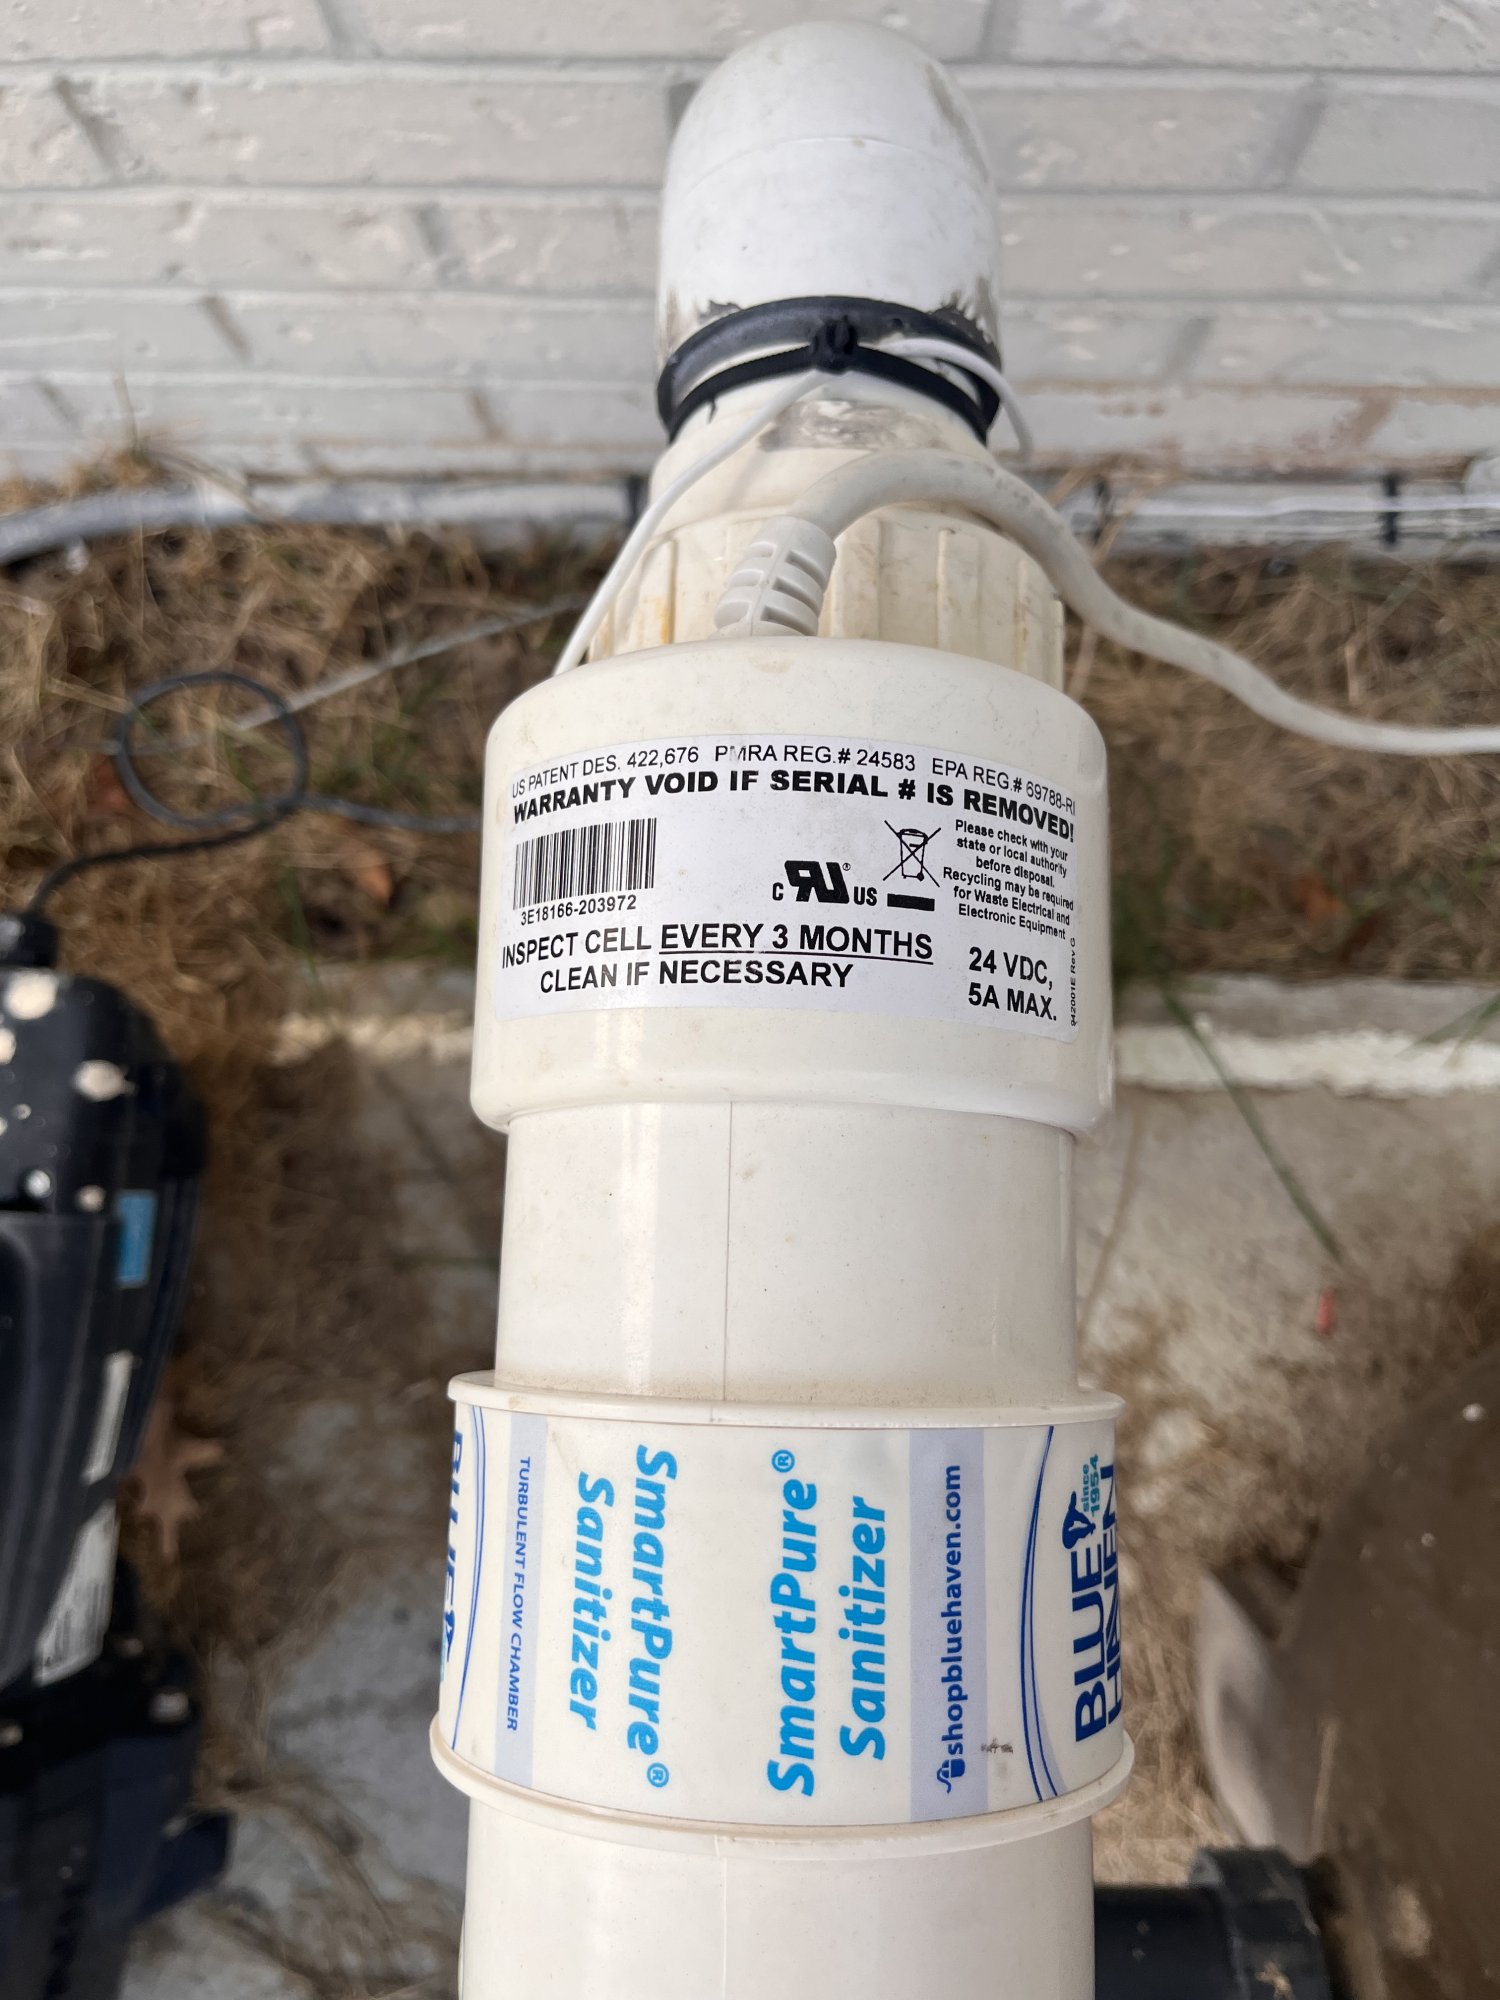 US PATENT DES. 422,676 PMRA REG.# 24583 EPA REG.# 69788-RI
WARRANTY VOID IF SERIAL # IS REMOVED!
3E18166-203972
C US
Please check with your
state or local authority
before disposal.
Recycling may be required
for Waste Electrical and
Electronic Equipment
INSPECT CELL EVERY 3 MONTHS
CLEAN IF NECESSARY
24 VDC,
5A MAX.
942001E Rev G
TURBULENT FLOW CHAMBER
SmartPure®
Sanitizer
SmartPure®
Sanitizer
shopbluehaven.com
BLUE
HAVEN
since
1954